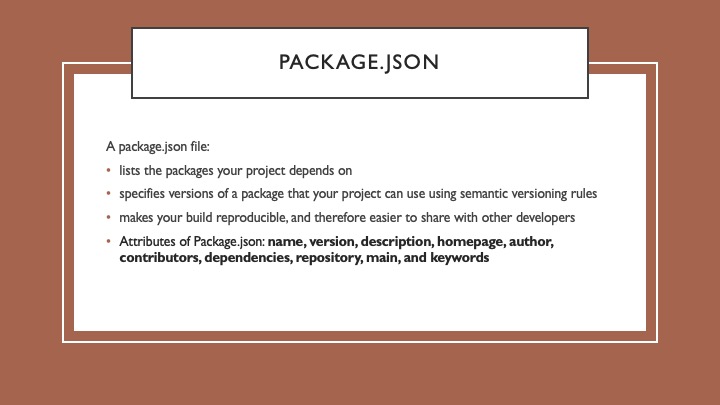 PACKAGE.JSON
A package.json file:
• lists the packages your project depends on
• specifies versions of a package that your project can use using semantic versioning rules
• makes your build reproducible, and therefore easier to share with other developers
• Attributes of Package.json: name, version, description, homepage, author,
contributors, dependencies, repository, main, and keywords